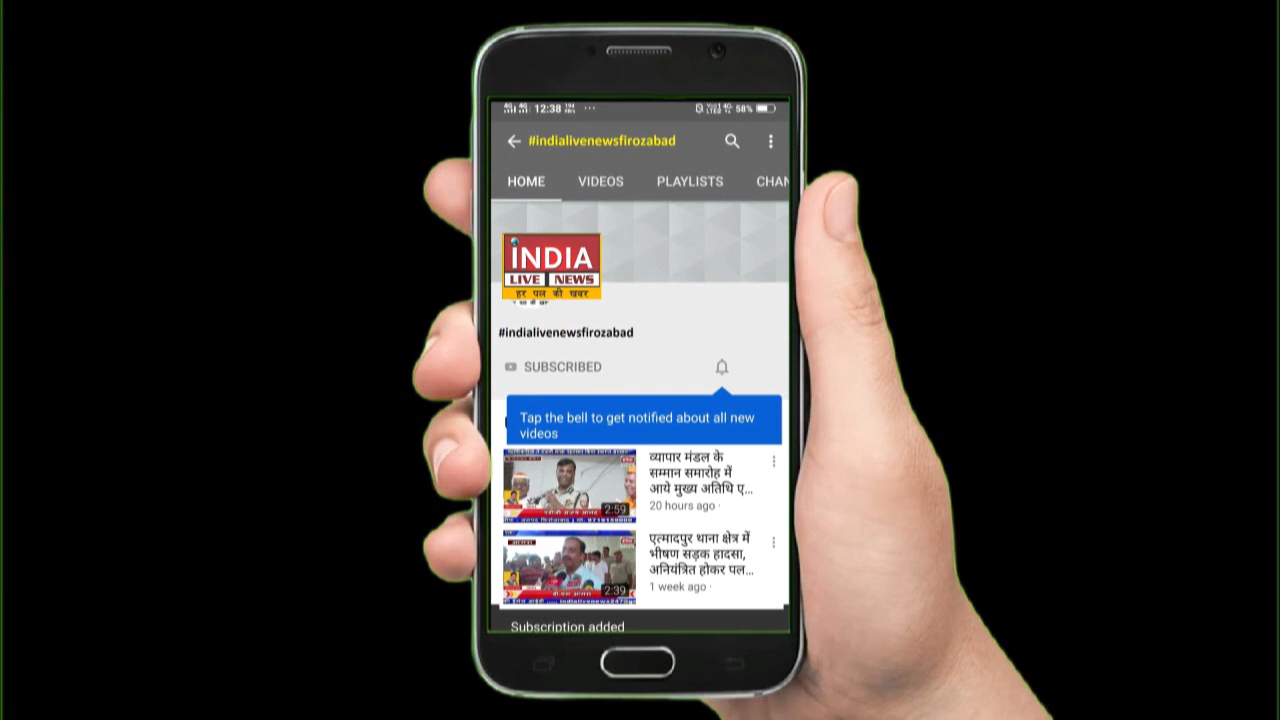 12:38
58%
#indialivenewsfirozabad
HOME VIDEOS PLAYLISTS CHAN
INDIA
LIVE NEWS
हर पल की खबर
#indialivenewsfirozabad
SUBSCRIBED
Tap the bell to get notified about all new
videos
व्यापार मंडल के
सम्मान समारोह में
आये मुख्य अतिथि ए...
20 hours ago ·
2:59
एत्मादपुर थाना क्षेत्र में
भीषण सड़क हादसा,
अनियंत्रित होकर पल...
1 week ago ·
2:39
Subscription added